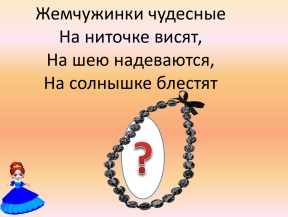 Жемчужинки чудесные
На ниточке висят,
На шею надеваются,
На солнышке блестят
?